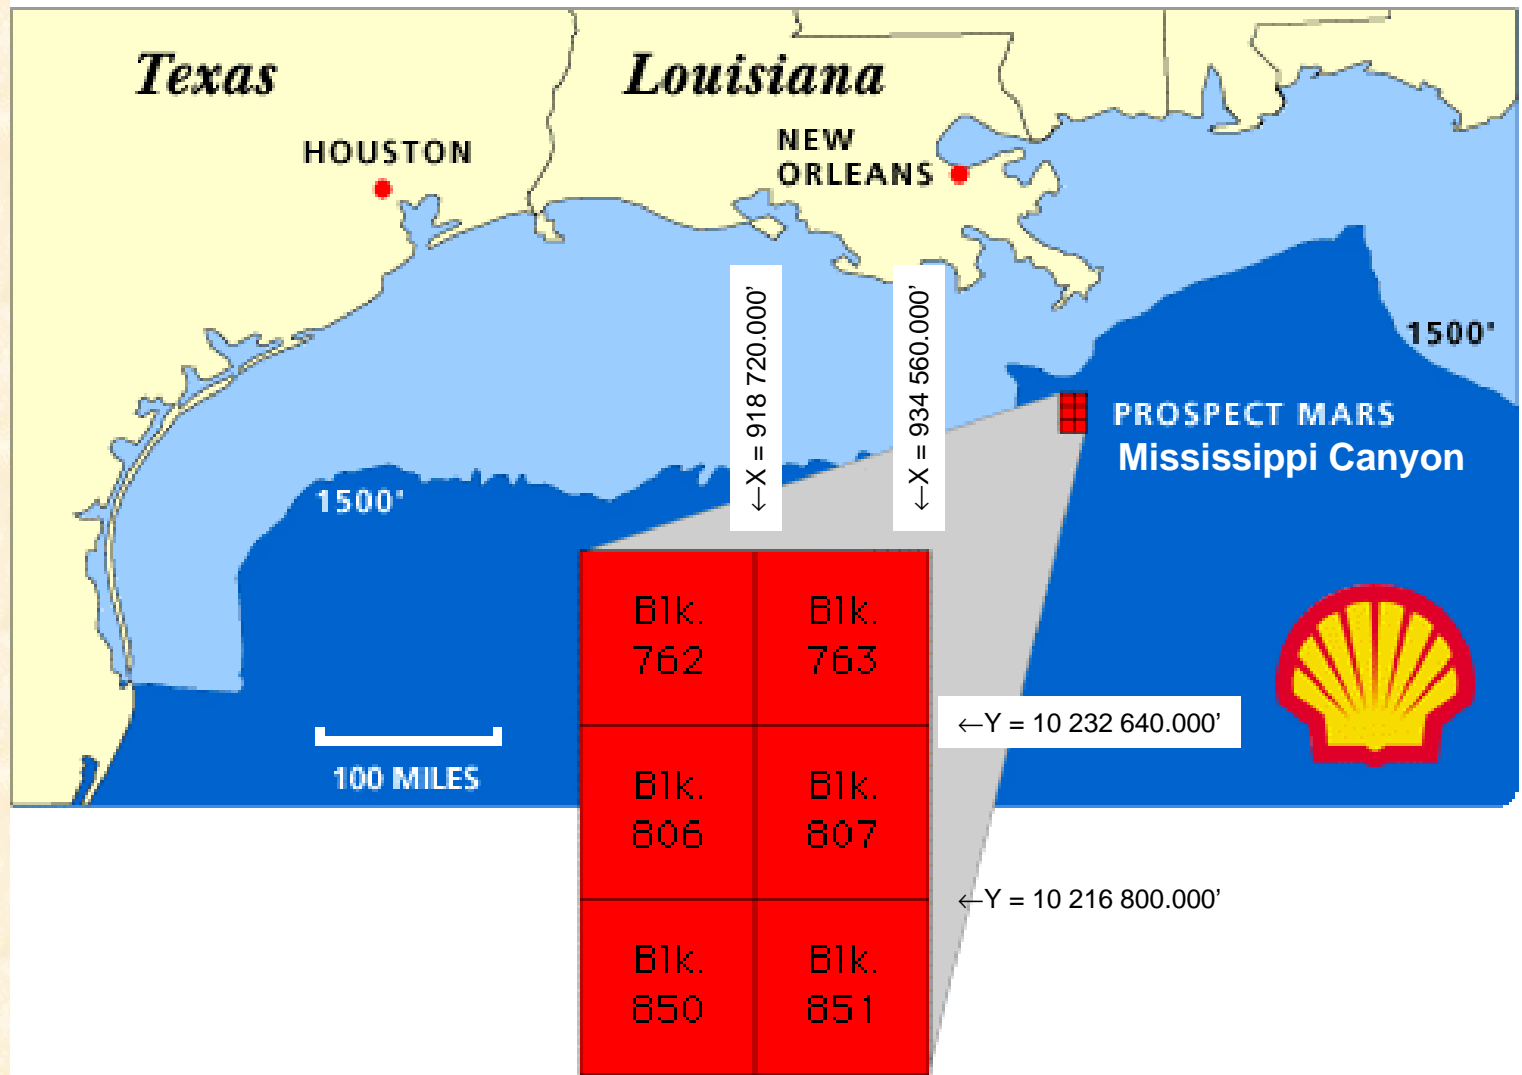 Texas
Louisiana
HOUSTON
NEW
ORLEANS
←X = 918 720.000’
←X = 934 560.000’
1500'
PROSPECT MARS
Mississippi Canyon
1500'
Blk.
762
Blk.
763
←Y = 10 232 640.000’
100 MILES
Blk.
806
Blk.
807
←Y = 10 216 800.000’
Blk.
850
Blk.
851